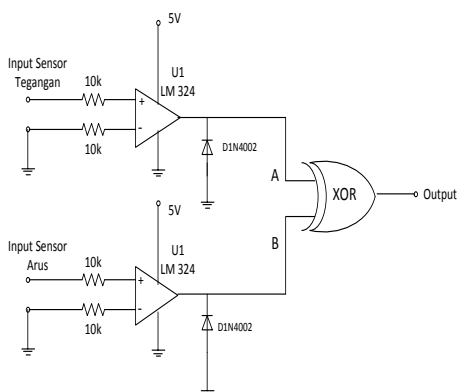 5V
Input Sensor
Tegangan
10k
U1
LM 324
+
-
10k
D1N4002
A
XOR
Output
B
5V
Input Sensor
Arus
10k
U1
LM 324
+
-
10k
D1N4002